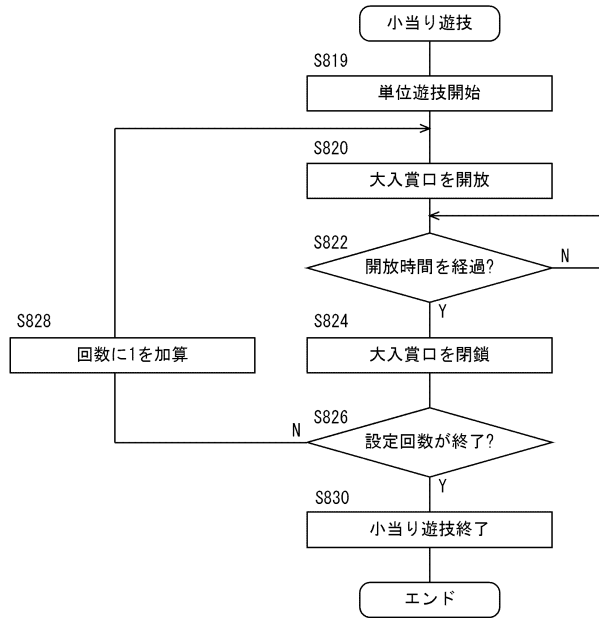 小当り遊技
S819
単位遊技開始
S820
大入賞口を開放
S822
開放時間を経過?
N
Y
S824
大入賞口を閉鎖
S828
回数に1を加算
S826
設定回数が終了?
N
Y
S830
小当り遊技終了
エンド